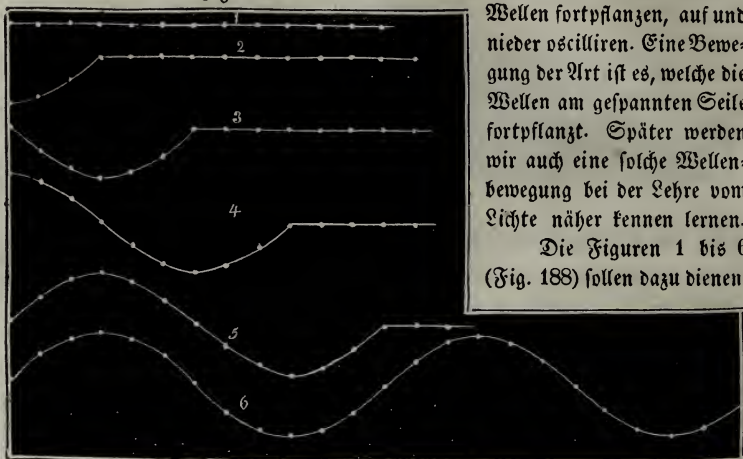 1
2
3
4
5
6
Wellen fortpflanzen, auf und
nieder oscilliren. Eine Bewe=
gung der Art ist es, welche die
Wellen am gespannten Seile
fortpflanzt. Später werden
wir auch eine solche Wellen=
bewegung bei der Lehre vom
Lichte näher kennen lernen.
Die Figuren 1 bis 6
(Fig. 188) sollen dazu dienen,